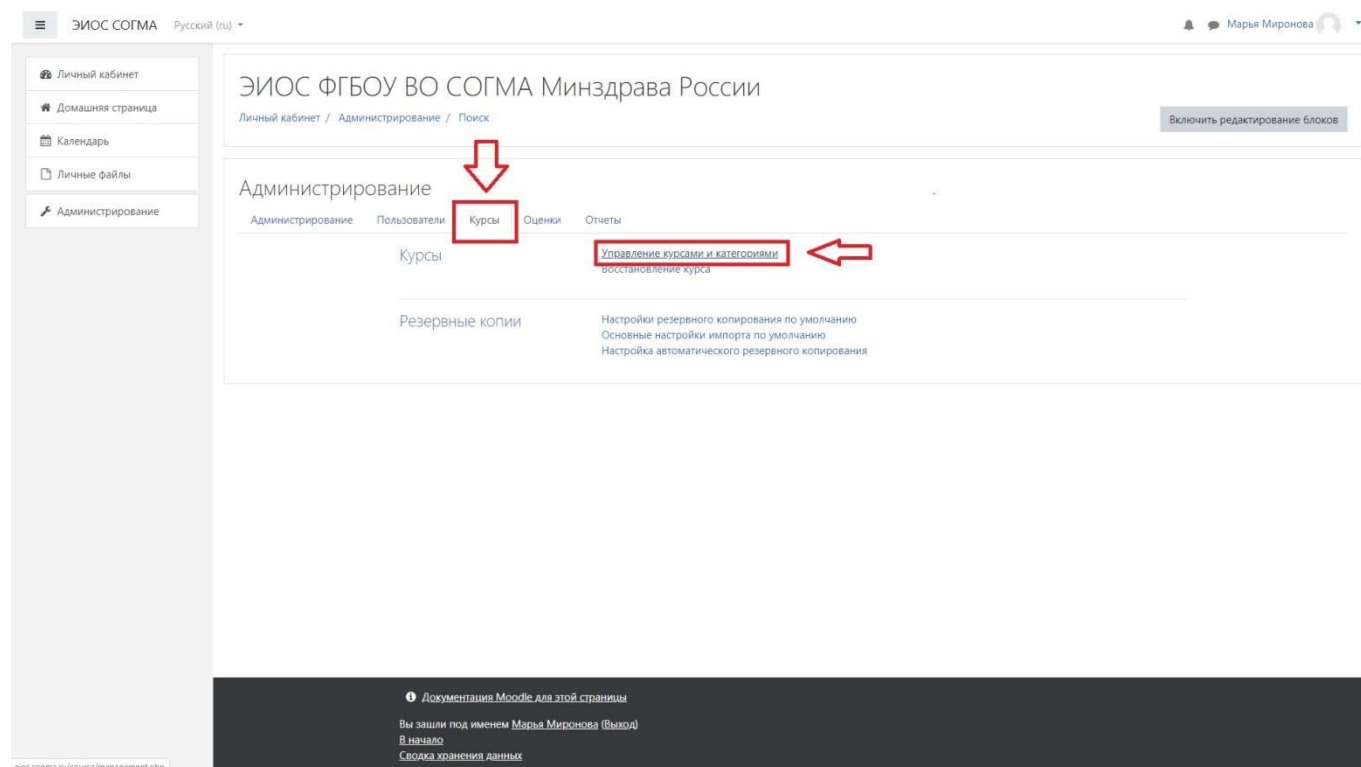 ЭИОС СОГМА Русский (ru)
Марья Миронова
Личный кабинет
Домашняя страница
Календарь
Личные файлы
Администрирование
ЭИОС ФГБОУ ВО СОГМА Минздрава России
Личный кабинет / Администрирование / Поиск
Включить редактирование блоков
Администрирование
Администрирование Пользователи Курсы Оценки Отчеты
Курсы
Управление курсами и категориями
Восстановление курса
Резервные копии
Настройки резервного копирования по умолчанию
Основные настройки импорта по умолчанию
Настройка автоматического резервного копирования
Документация Moodle для этой страницы
Вы зашли под именем Марья Миронова (Выход)
В начало
Сводка хранения данных